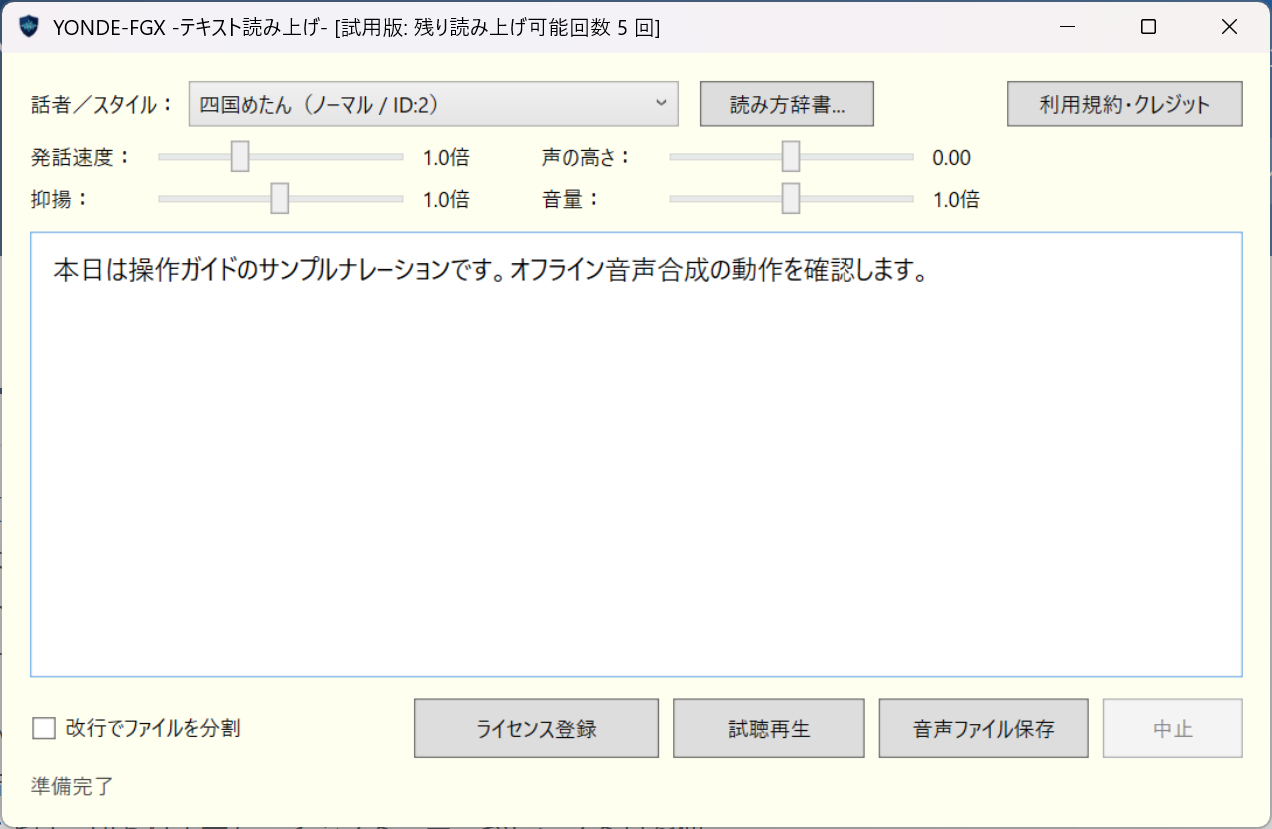 YONDE-FGX -テキスト読み上げ- [試用版: 残り読み上げ可能回数 5 回]
話者／スタイル： 四国めたん（ノーマル / ID:2） 読み方辞書... 利用規約・クレジット
発話速度： 1.0倍 声の高さ： 0.00
抑揚： 1.0倍 音量： 1.0倍
本日は操作ガイドのサンプルナレーションです。オフライン音声合成の動作を確認します。
改行でファイルを分割 ライセンス登録 試聴再生 音声ファイル保存 中止
準備完了